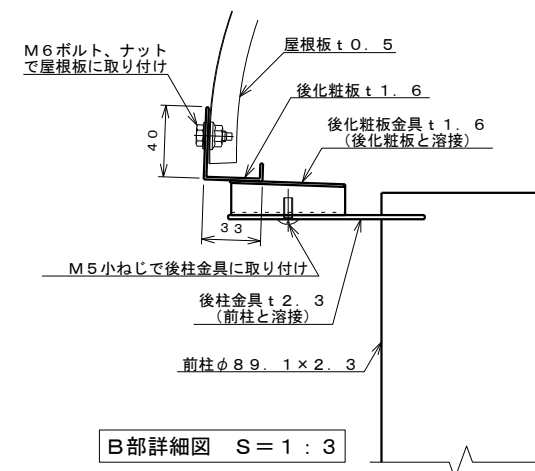 M6ボルト、ナット
で屋根板に取り付け
屋根板t0．5
後化粧板t1．6
後化粧板金具t1．6
（後化粧板と溶接）
40
33
M5小ねじで後柱金具に取り付け
後柱金具t2．3
（前柱と溶接）
前柱φ89．1×2．3
B部詳細図　S＝1：3